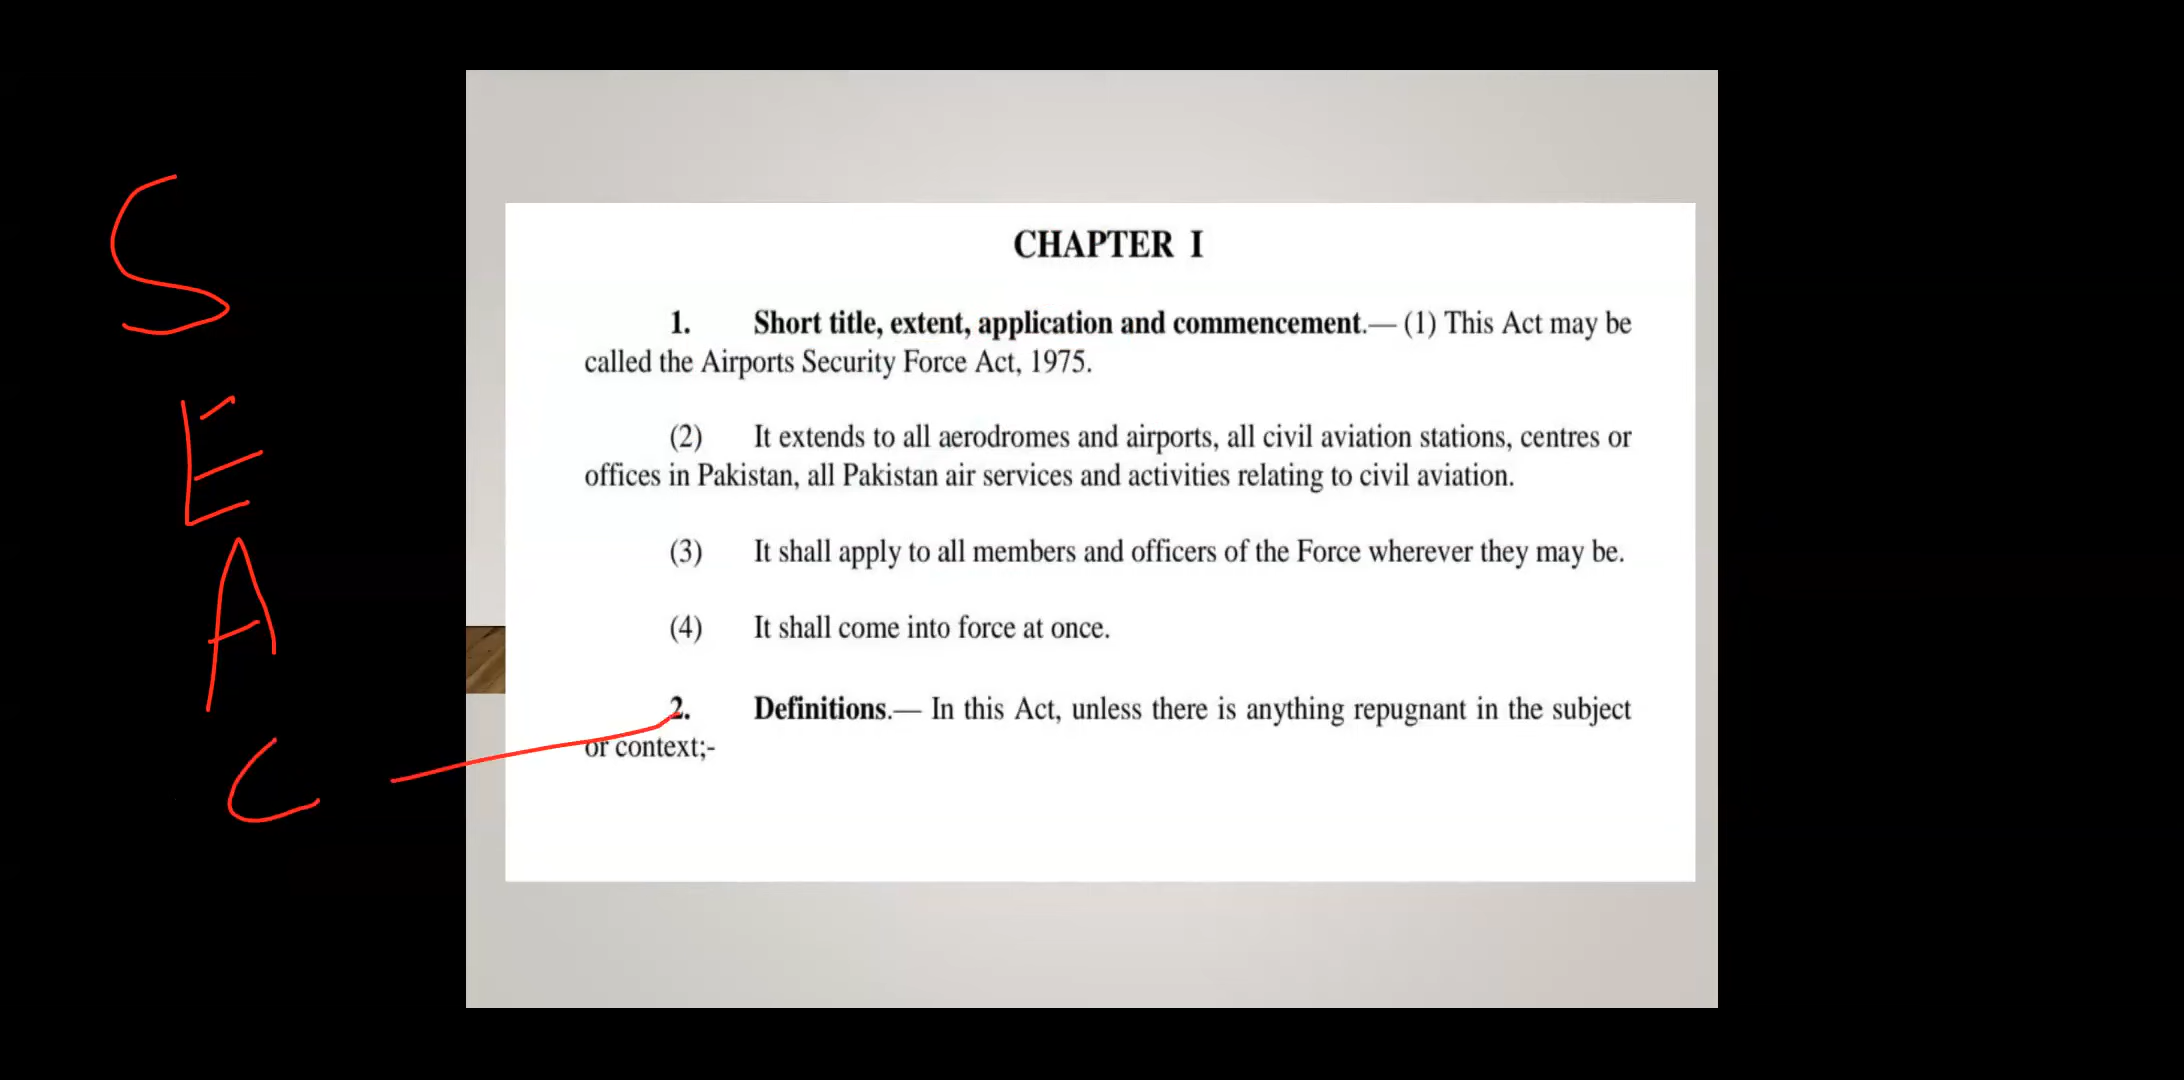 S
E
A
C
CHAPTER I
1. Short title, extent, application and commencement.— (1) This Act may be
called the Airports Security Force Act, 1975.
(2) It extends to all aerodromes and airports, all civil aviation stations, centres or
offices in Pakistan, all Pakistan air services and activities relating to civil aviation.
(3) It shall apply to all members and officers of the Force wherever they may be.
(4) It shall come into force at once.
2. Definitions.— In this Act, unless there is anything repugnant in the subject
or context;-